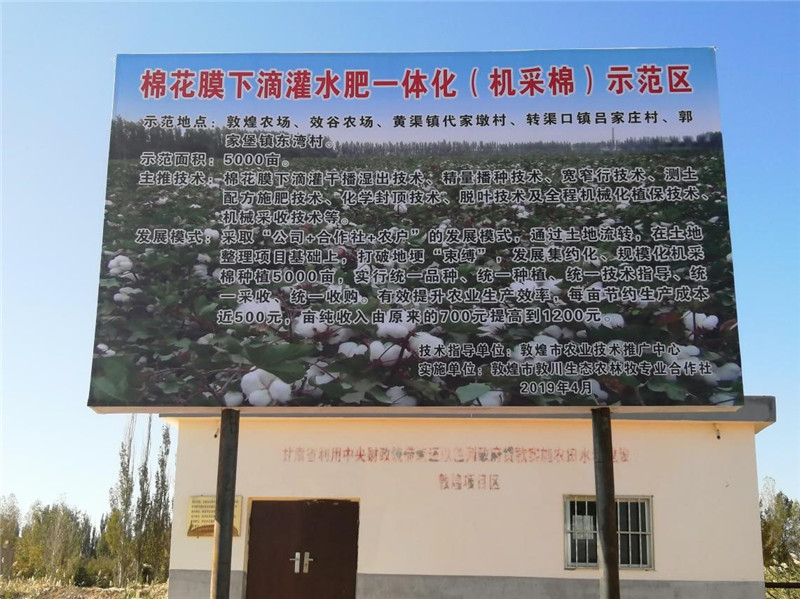 棉花膜下滴灌水肥一体化（机采棉）示范区
示范地点：敦煌农场、效谷农场、黄渠镇代家墩村、转渠口镇吕家庄村、郭
家堡镇东湾村。
示范面积：5000亩。
主推技术：棉花膜下滴灌干播湿出技术、精量播种技术、宽窄行技术、测土
配方施肥技术、化学封顶技术、脱叶技术及全程机械化植保技术、
机械采收技术等。
发展模式：采取“公司+合作社+农户”的发展模式，通过土地流转，在土地
整理项目基础上，打破地埂“束缚”，发展集约化、规模化机采
棉种植5000亩，实行统一品种、统一种植、统一技术指导、统
一采收、统一收购。有效提升农业生产效率，每亩节约生产成本
近500元，亩纯收入由原来的700元提高到1200元。
技术指导单位：敦煌市农业技术推广中心
实施单位：敦煌市敦川生态农林牧专业合作社
2019年4月
甘肃省利用中央财政
敦煌项目区